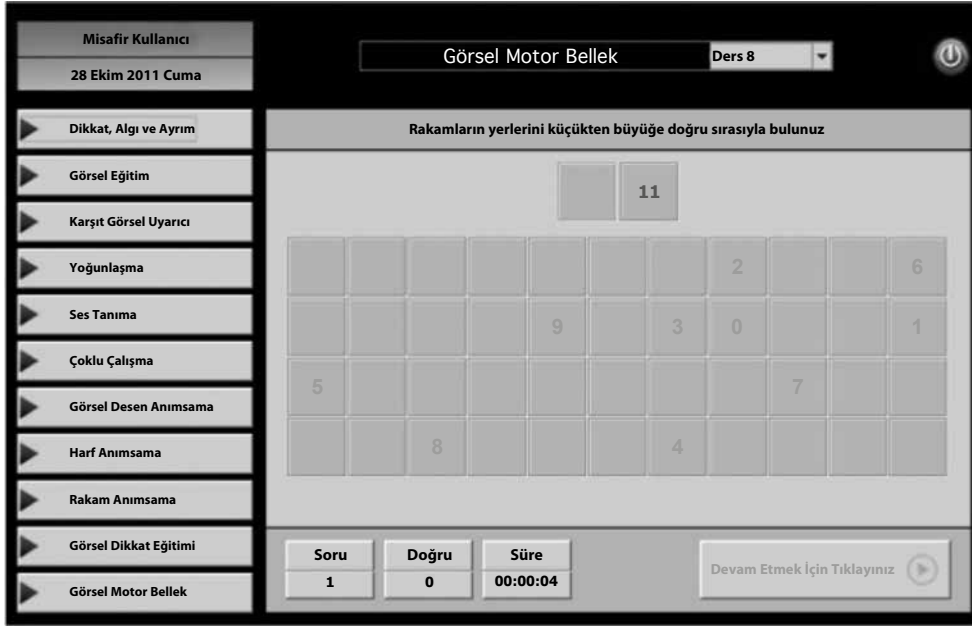 Misafir Kullanıcı
28 Ekim 2011 Cuma
Görsel Motor Bellek
Ders 8
Dikkat, Algı ve Ayrım
Görsel Eğitim
Karşıt Görsel Uyarıcı
Yoğunlaşma
Ses Tanıma
Çoklu Çalışma
Görsel Desen Anımsama
Harf Anımsama
Rakam Anımsama
Görsel Dikkat Eğitimi
Görsel Motor Bellek
Rakamların yerlerini küçükten büyüğe doğru sırasıyla bulunuz
11
2 6
9 3 0 1
5 7
8 4
Soru Doğru Süre
1 0 00:00:04
Devam Etmek İçin Tıklayınız